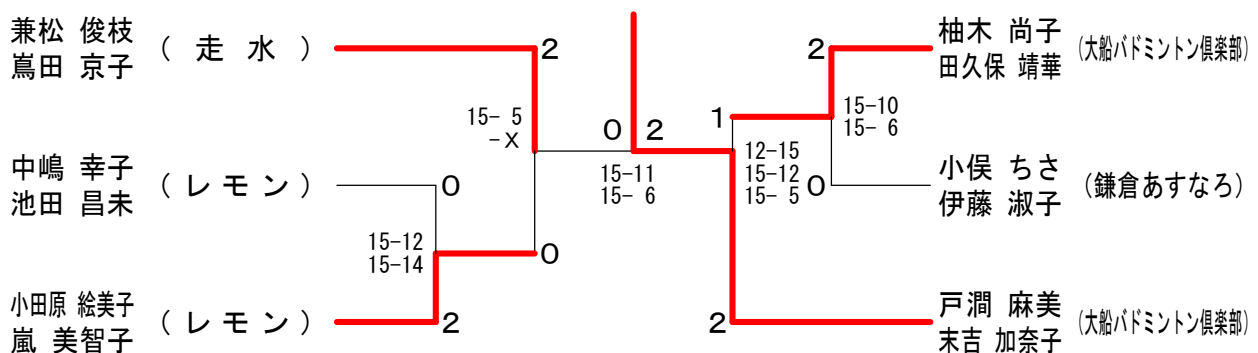 兼松 俊枝
嶌田 京子
( 走 水 )
2
15- 5
-X
中嶋 幸子
池田 昌未
( レ モ ン )
0
15-12
15-14
0
小田原 絵美子
嵐 美智子
( レ モ ン )
2
0 2
15-11
15- 6
柚木 尚子
田久保 靖華
(大船バドミントン倶楽部)
2
15-10
15- 6
1
12-15
15-12
15- 5
小俣 ちさ
伊藤 淑子
(鎌倉あすなろ)
0
戸澗 麻美
末吉 加奈子
(大船バドミントン倶楽部)
2